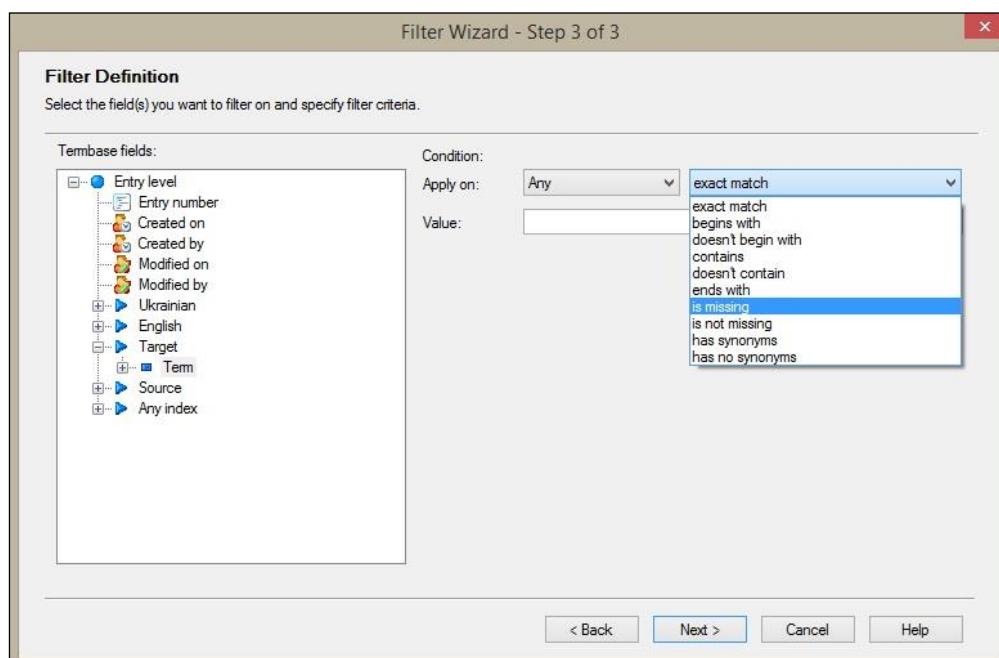 Filter Wizard - Step 3 of 3
Filter Definition
Select the field(s) you want to filter on and specify filter criteria.
Termbase fields:
Entry level
Entry number
Created on
Created by
Modified on
Modified by
Ukrainian
English
Target
Term
Source
Any index
Condition:
Apply on: Any exact match
Value:
exact match
begins with
doesn't begin with
contains
doesn't contain
ends with
is missing
is not missing
has synonyms
has no synonyms
< Back Next > Cancel Help